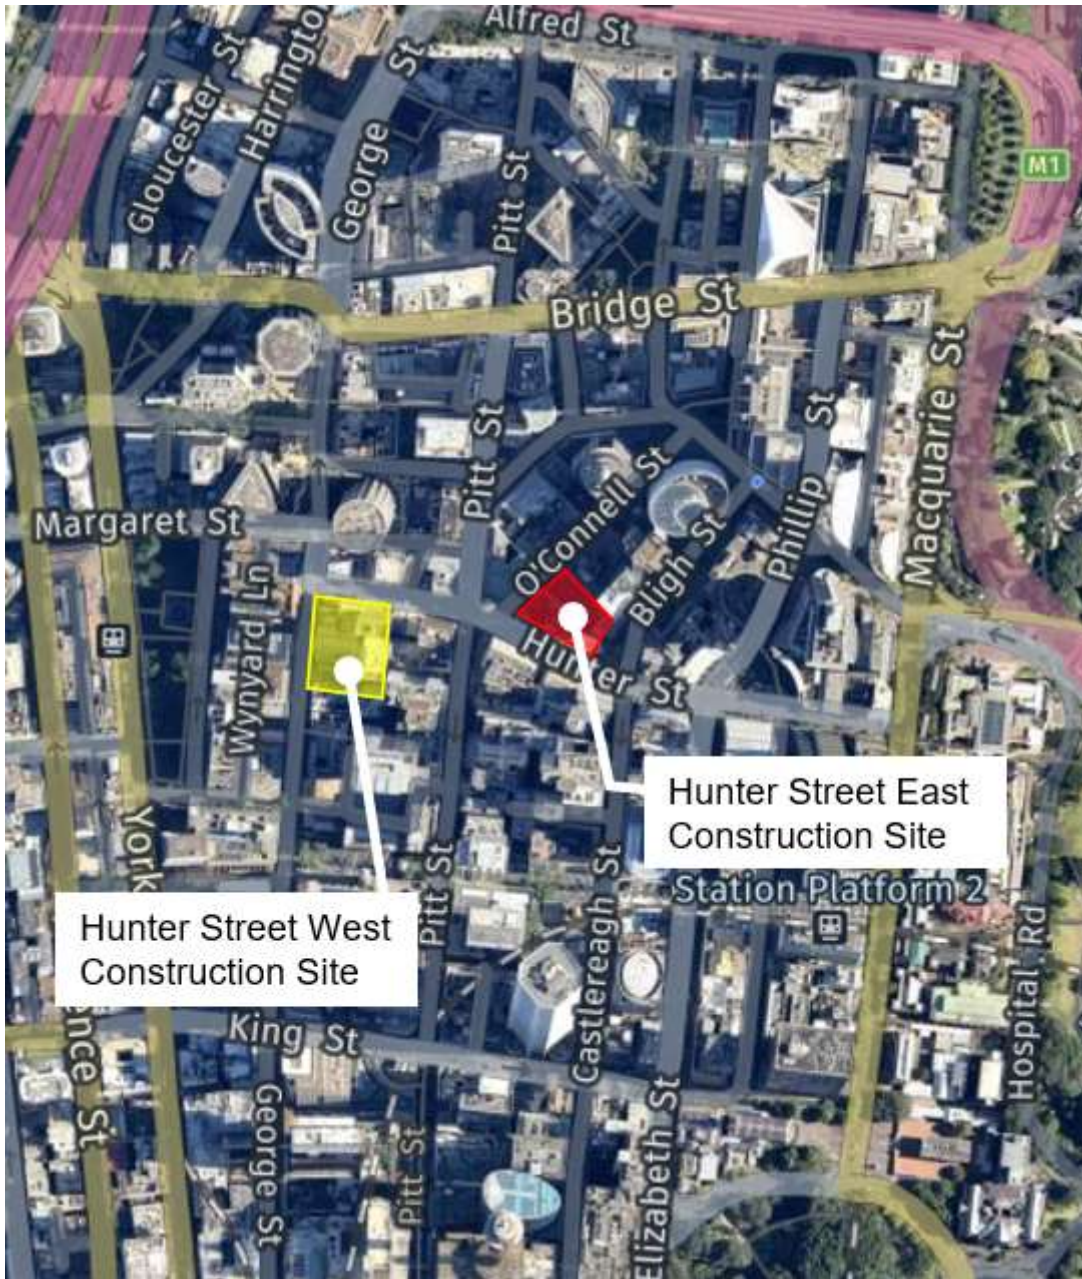 Alfred St
Gloucester St
Harrington
George St
Pitt St
M1
Bridge St
Macquarie St
Pitt St
Phillip St
O'Connell St
Margaret St
Bligh St
Wynyard Ln
Hunter St
Hunter Street East
Construction Site
York
Pitt St
Castlereagh St
Station Platform 2
Hunter Street West
Construction Site
Hospital Rd
King St
ence St
George St
Pitt St
Elizabeth St